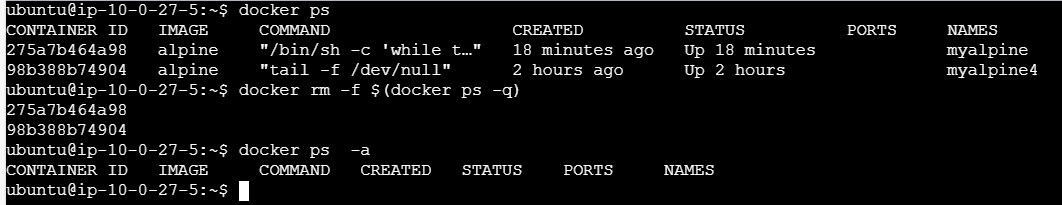 ubuntu@ip-10-0-27-5:~$ docker ps
CONTAINER ID   IMAGE     COMMAND                  CREATED          STATUS          PORTS     NAMES
275a7b464a98   alpine    "/bin/sh -c 'while t…"   18 minutes ago   Up 18 minutes             myalpine
98b388b74904   alpine    "tail -f /dev/null"      2 hours ago      Up 2 hours                myalpine4
ubuntu@ip-10-0-27-5:~$ docker rm -f $(docker ps -q)
275a7b464a98
98b388b74904
ubuntu@ip-10-0-27-5:~$ docker ps  -a
CONTAINER ID   IMAGE     COMMAND   CREATED   STATUS    PORTS     NAMES
ubuntu@ip-10-0-27-5:~$